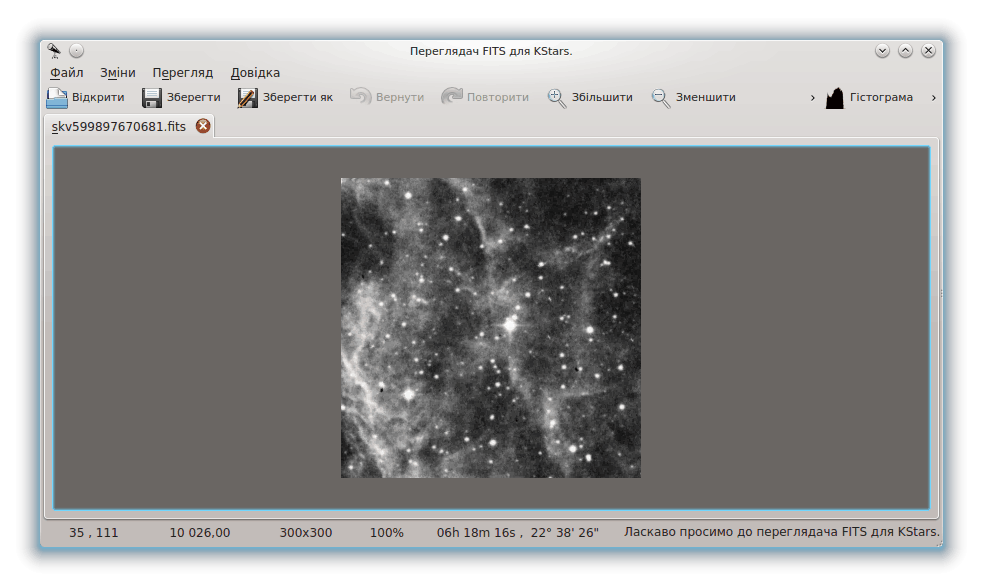 Переглядач FITS для KStars.
Файл Зміни Перегляд Довідка
Відкрити Зберегти Зберегти як Вернути Повторити Збільшити Зменшити › Гістограма ›
skv599897670681.fits
35 , 111 10 026,00 300x300 100% 06h 18m 16s , 22° 38' 26" Ласкаво просимо до переглядача FITS для KStars.